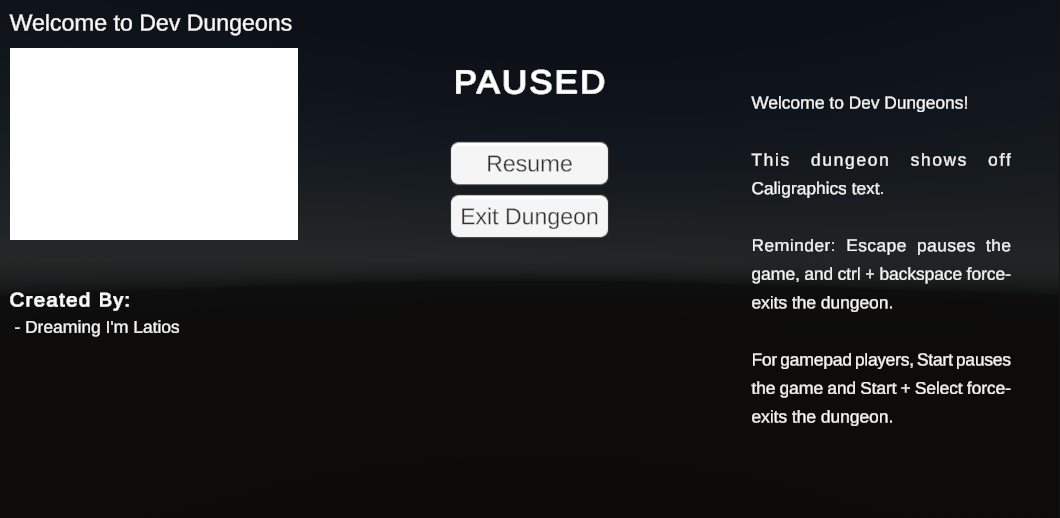 Welcome to Dev Dungeons
Created By:
- Dreaming I'm Latios
PAUSED
Resume
Exit Dungeon
Welcome to Dev Dungeons!
This dungeon shows off
Caligraphics text.
Reminder: Escape pauses the
game, and ctrl + backspace force-
exits the dungeon.
For gamepad players, Start pauses
the game and Start + Select force-
exits the dungeon.